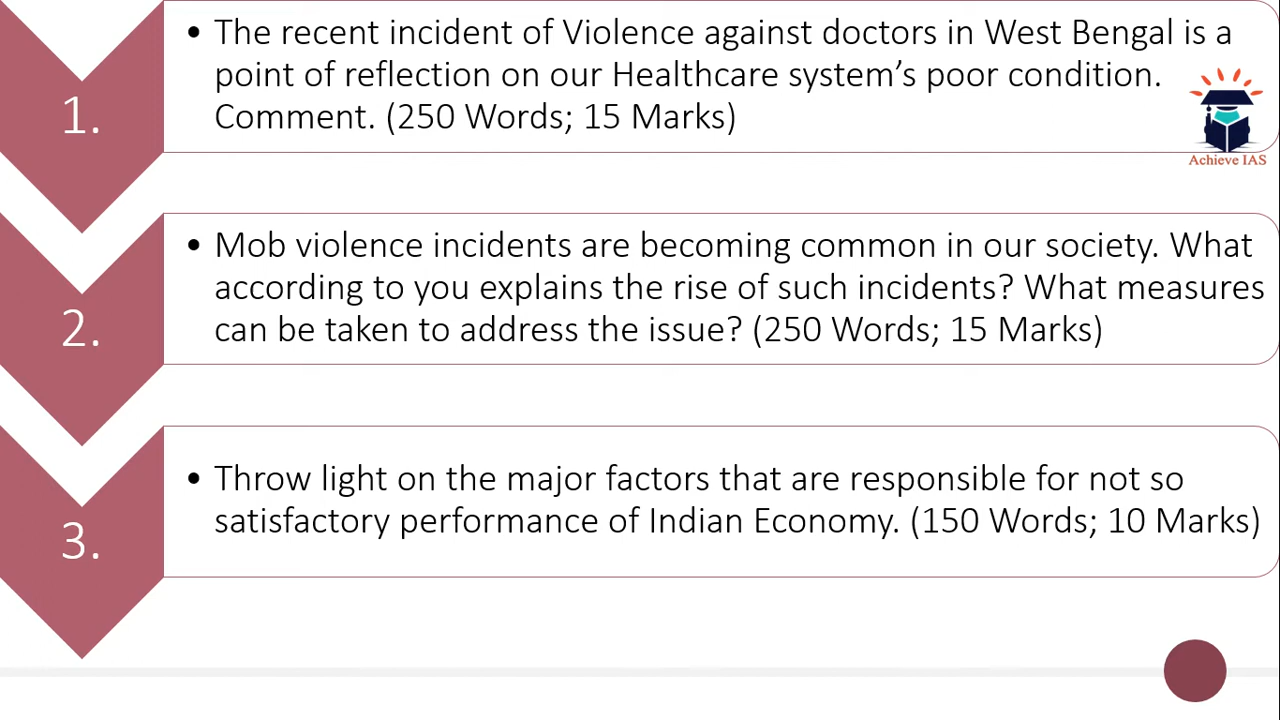 1.
• The recent incident of Violence against doctors in West Bengal is a
point of reflection on our Healthcare system's poor condition.
Comment. (250 Words; 15 Marks)
Achieve IAS
2.
• Mob violence incidents are becoming common in our society. What
according to you explains the rise of such incidents? What measures
can be taken to address the issue? (250 Words; 15 Marks)
3.
• Throw light on the major factors that are responsible for not so
satisfactory performance of Indian Economy. (150 Words; 10 Marks)